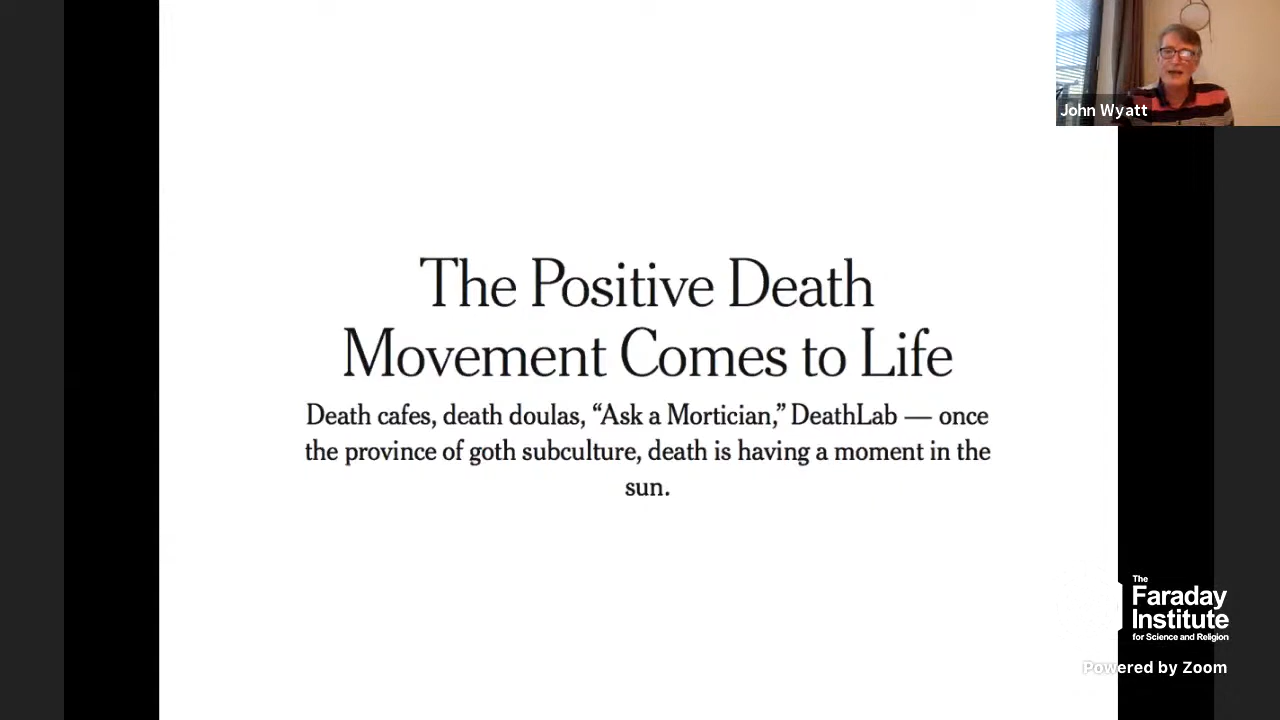 John Wyatt
The Positive Death
Movement Comes to Life
Death cafes, death doulas, “Ask a Mortician,” DeathLab — once
the province of goth subculture, death is having a moment in the
sun.
The
Faraday
Institute
for Science and Religion
Powered by Zoom